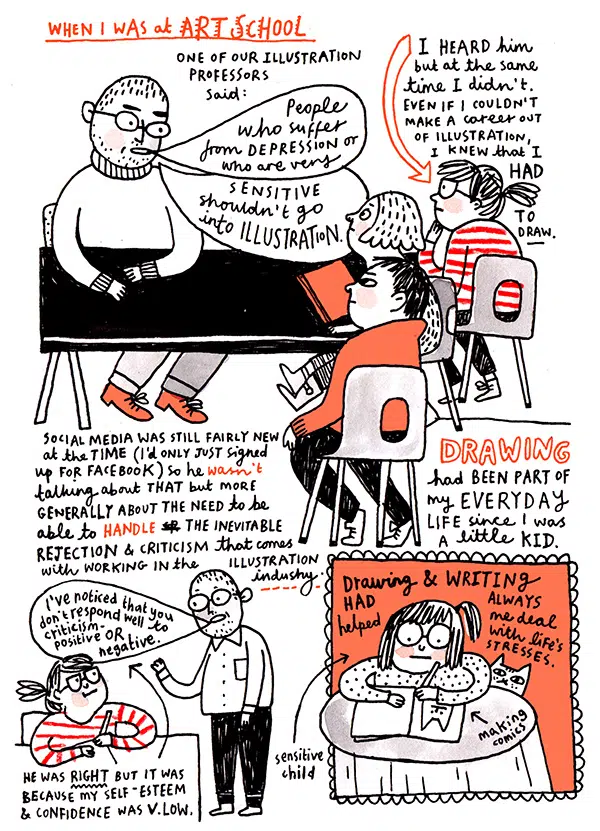 WHEN I WAS at ART SCHOOL
ONE OF OUR ILLUSTRATION
PROFESSORS
said:
People
who suffer
from DEPRESSION or
who are very
SENSITIVE
shouldn't go
into ILLUSTRATION.
I HEARD him
but at the same
time I didn't.
EVEN IF I COULDN'T
MAKE A career OUT
OF ILLUSTRATION,
I KNEW that I
HAD
TO
DRAW.
SOCIAL MEDIA WAS STILL FAIRLY NEW
at the TIME (I'd ONLY JUST SIGNED
up FOR FACEBOOK) so he wasn't
talking about THAT but MORE
GENERALLY ABOUT THE NEED to be
able to HANDLE THE INEVITABLE
REJECTION & CRITICISM that comes
with WORKING IN the ILLUSTRATION
industry.
DRAWING
had BEEN PART OF
my EVERYDAY
LIFE since I was
A little KID.
I've noticed that you
don't respond well to
criticism-
positive OR
negative.
HE WAS RIGHT BUT IT WAS
BECAUSE MY SELF-ESTEEM
& CONFIDENCE WAS V.LOW.
Drawing & WRITING
HAD ALWAYS
helped me deal
with life's
STRESSES.
making
comics
sensitive
child